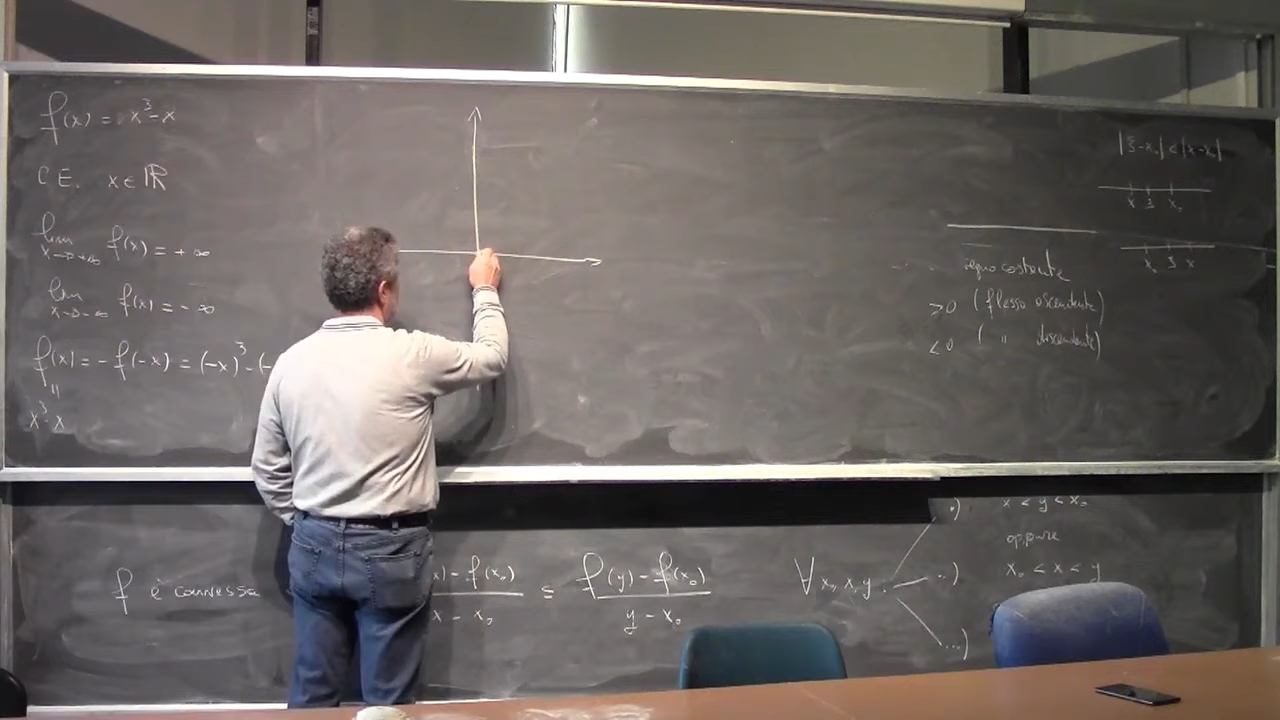 f(x) = x³-x
C.E. x ∈ ℝ
lim x→+∞ f(x) = +∞
lim x→-∞ f(x) = -∞
f(x) = - f(-x) = (-x)³-(-
=
x³-x
|ξ-x₀| < |x-x₀|
x ξ x₀
x₀ ξ x
segno costante
>0 (flesso ascendente)
<0 ( " discendente)
f è convessa
x) - f(x₀) / x - x₀ ≤ f(y) - f(x₀) / y - x₀
∀ x₀, x, y
.) x < y < x₀
oppure
x₀ < x < y
..)
...)